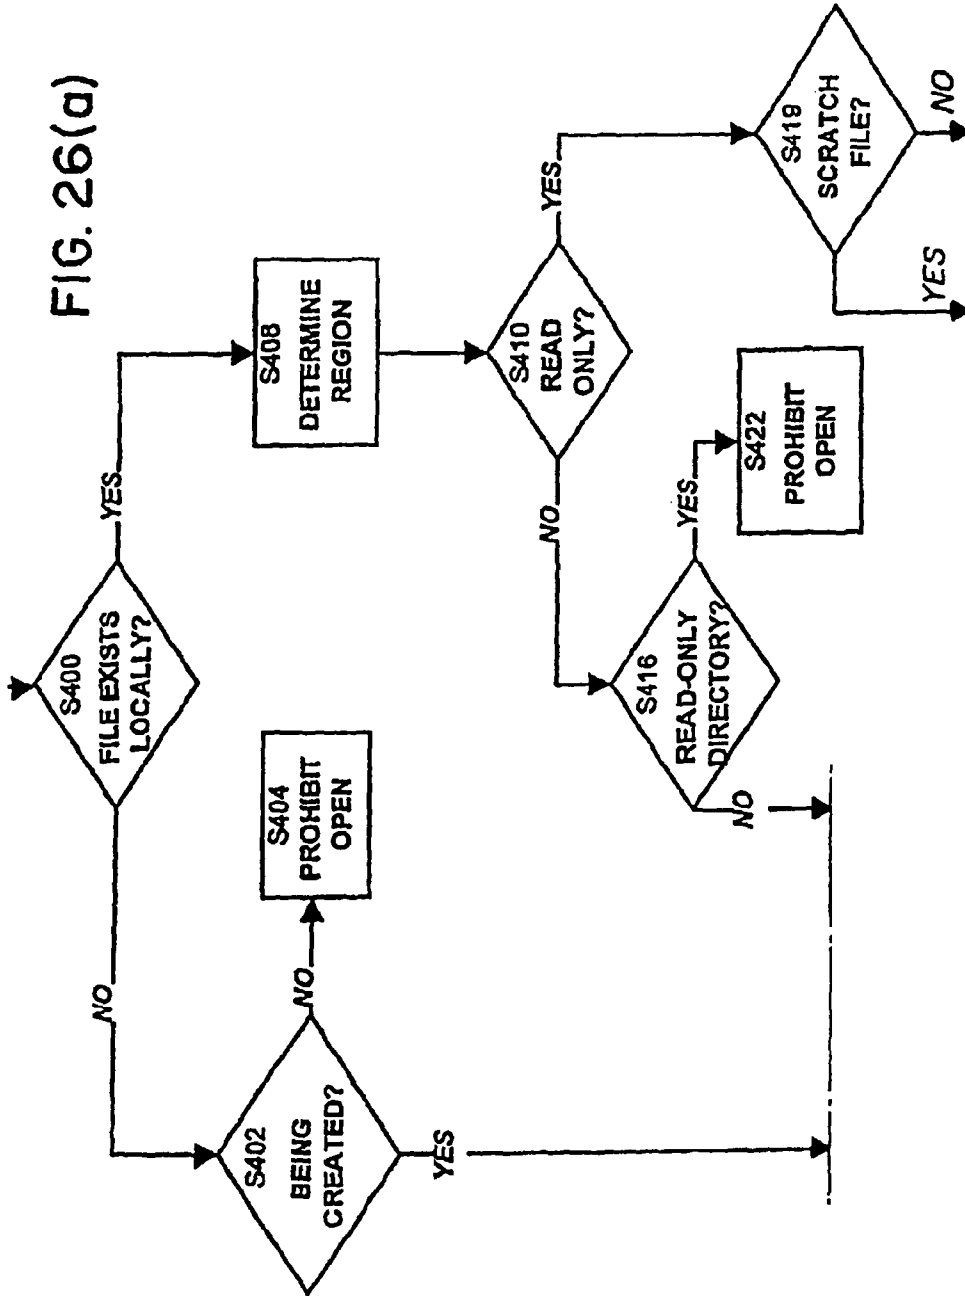 FIG. 26(a)
S400
FILE EXISTS
LOCALLY?
NO
YES
S402
BEING
CREATED?
NO
YES
S404
PROHIBIT
OPEN
S408
DETERMINE
REGION
S410
READ
ONLY?
NO
YES
S416
READ-ONLY
DIRECTORY?
NO
YES
S422
PROHIBIT
OPEN
S419
SCRATCH
FILE?
YES
NO